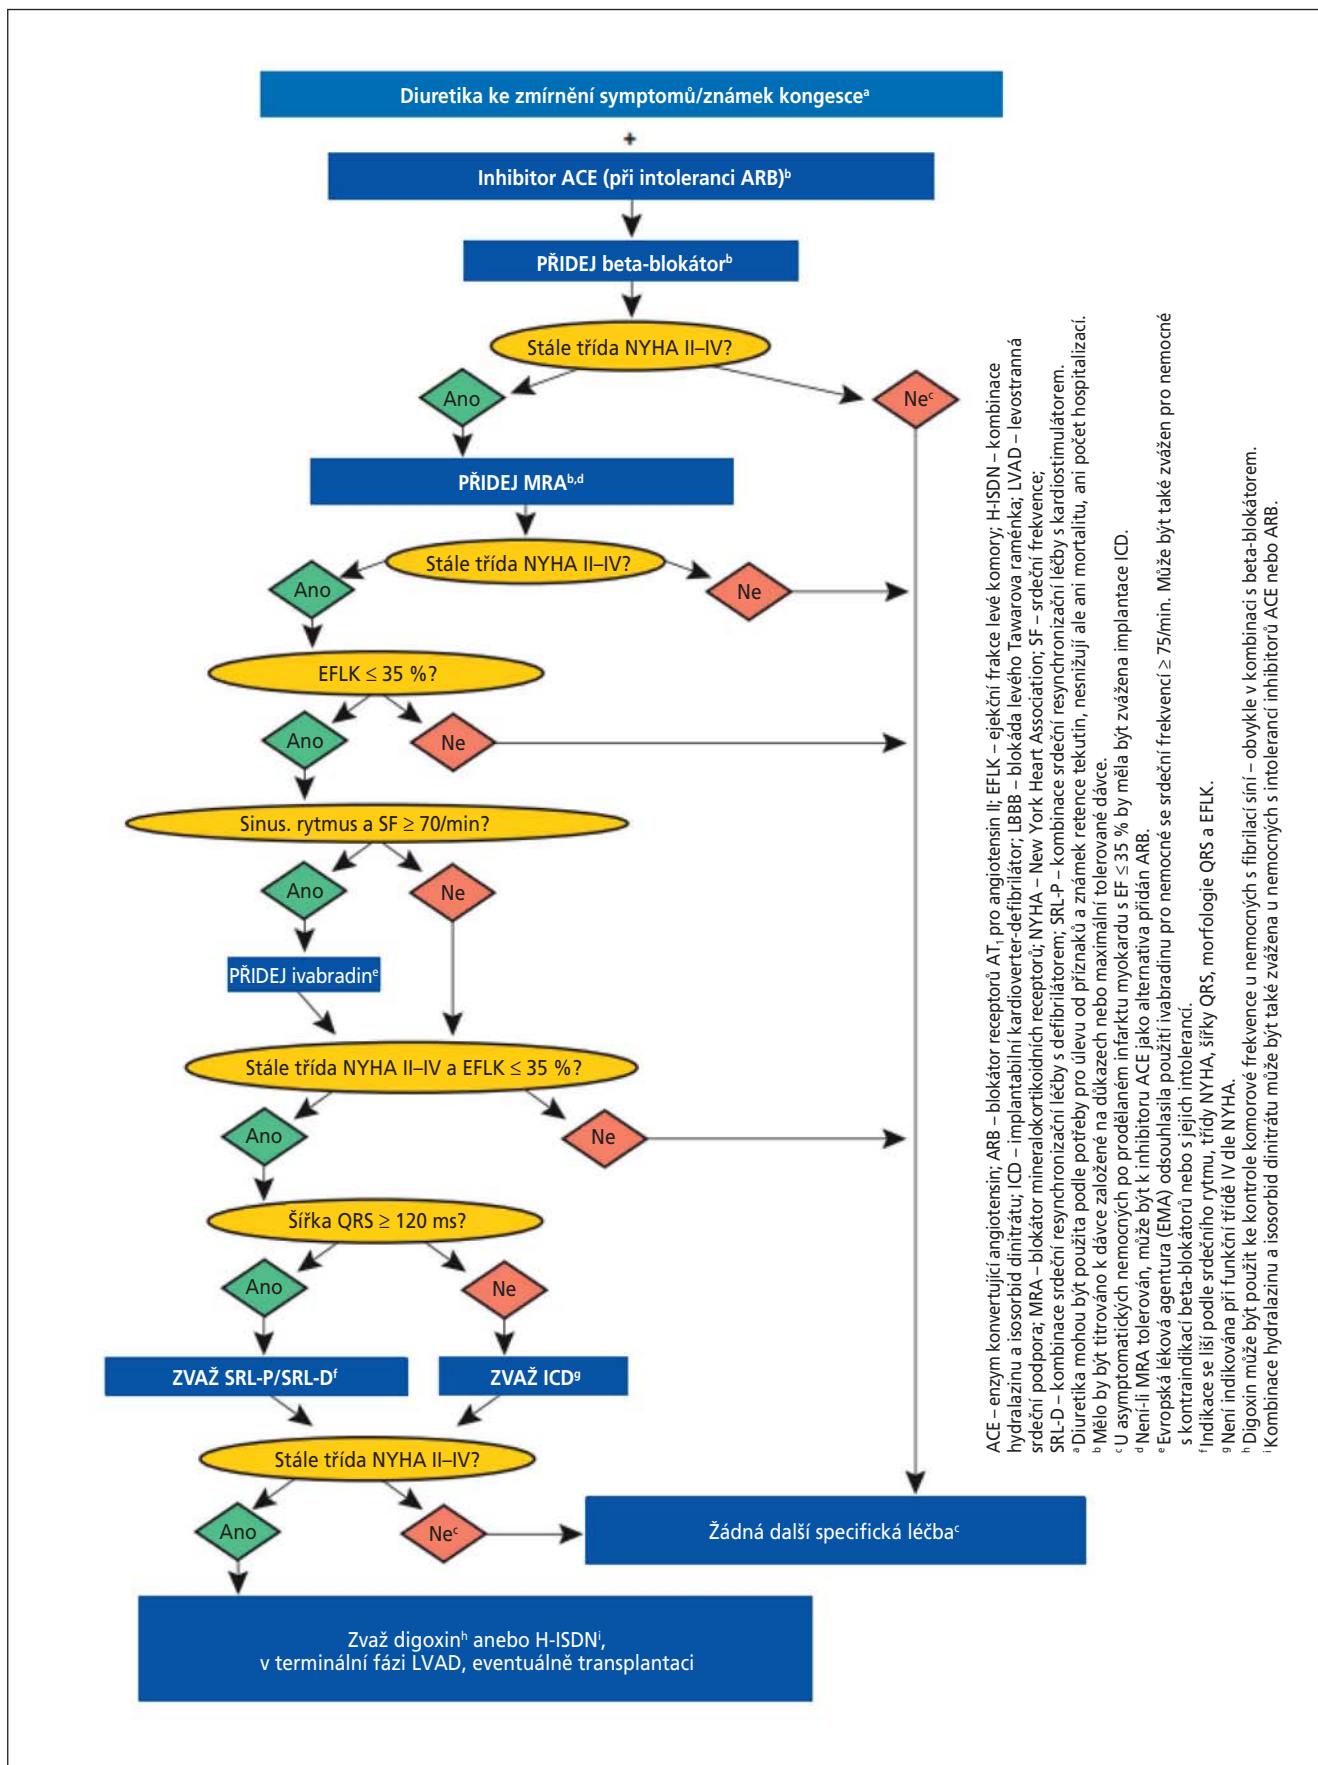 Diuretika ke zmírnění symptomů/známek kongesceᵃ
+
Inhibitor ACE (při intoleranci ARB)ᵇ
PŘIDEJ beta-blokátorᵇ
Stále třída NYHA II–IV?
Ano
Neᶜ
PŘIDEJ MRAᵇ,ᵈ
Stále třída NYHA II–IV?
Ano
Ne
EFLK ≤ 35 %?
Ano
Ne
Sinus. rytmus a SF ≥ 70/min?
Ano
Ne
PŘIDEJ ivabradinᵉ
Stále třída NYHA II–IV a EFLK ≤ 35 %?
Ano
Ne
Šířka QRS ≥ 120 ms?
Ano
Ne
ZVAŽ SRL-P/SRL-Dᶠ
ZVAŽ ICDᵍ
Stále třída NYHA II–IV?
Ano
Neᶜ
Žádná další specifická léčbaᶜ
Zvaž digoxinʰ anebo H-ISDNⁱ,
v terminální fázi LVAD, eventuálně transplantaci
ACE – enzym konvertující angiotensin; ARB – blokátor receptorů AT₁ pro angiotensin II; EFLK – ejekční frakce levé komory; H-ISDN – kombinace
hydralazinu a isosorbid dinitrátu; ICD – implantabilní kardioverter-defibrilátor; LBBB – blokáda levého Tawarova raménka; LVAD – levostranná
srdeční podpora; MRA – blokátor mineralokortikoidních receptorů; NYHA – New York Heart Association; SF – srdeční frekvence;
SRL-D – kombinace srdeční resynchronizační léčby s defibrilátorem; SRL-P – kombinace srdeční resynchronizační léčby s kardiostimulátorem.
ᵃ Diuretika mohou být použita podle potřeby pro úlevu od příznaků a známek retence tekutin, nesnižují ale ani mortalitu, ani počet hospitalizací.
ᵇ Mělo by být titrováno k dávce založené na důkazech nebo maximální tolerované dávce.
ᶜ U asymptomatických nemocných po prodělaném infarktu myokardu s EF ≤ 35 % by měla být zvážena implantace ICD.
ᵈ Není-li MRA tolerován, může být k inhibitoru ACE jako alternativa přidán ARB.
ᵉ Evropská léková agentura (EMA) odsouhlasila použití ivabradinu pro nemocné se srdeční frekvencí ≥ 75/min. Může být také zvážen pro nemocné
s kontraindikací beta-blokátorů nebo s jejich intolerancí.
ᶠ Indikace se liší podle srdečního rytmu, třídy NYHA, šířky QRS, morfologie QRS a EFLK.
ᵍ Není indikována při funkční třídě IV dle NYHA.
ʰ Digoxin může být použit ke kontrole komorové frekvence u nemocných s fibrilací síní – obvykle v kombinaci s beta-blokátorem.
ⁱ Kombinace hydralazinu a isosorbid dinitrátu může být také zvážena u nemocných s intolerancí inhibitorů ACE nebo ARB.